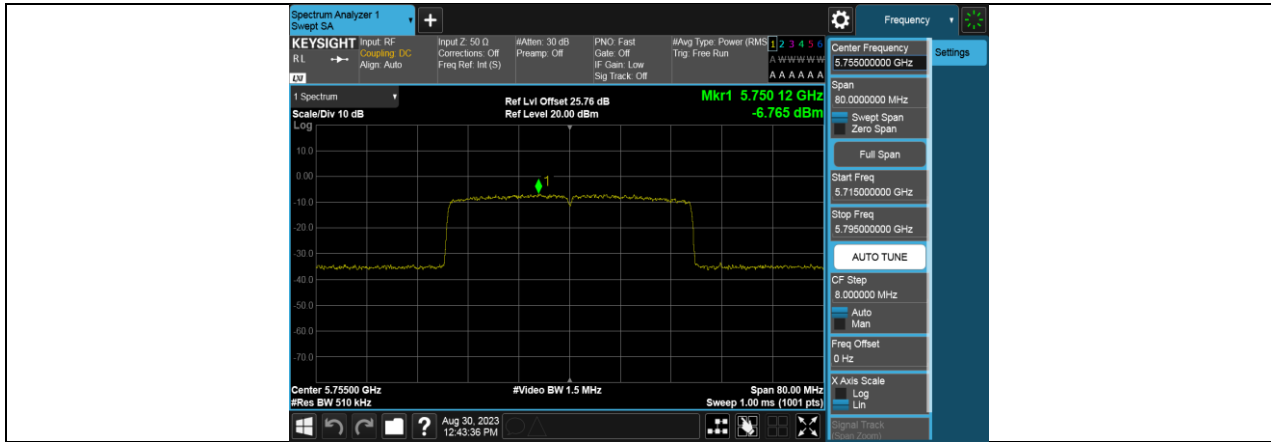 Spectrum Analyzer 1
Swept SA
Frequency
KEYSIGHT
RL
LXI
Input: RF
Coupling: DC
Align: Auto
Input Z: 50 Ω
Corrections: Off
Freq Ref: Int (S)
#Atten: 30 dB
Preamp: Off
PNO: Fast
Gate: Off
IF Gain: Low
Sig Track: Off
#Avg Type: Power (RMS
Trig: Free Run
1 2 3 4 5 6
A W W W W W
A A A A A A
1 Spectrum
Scale/Div 10 dB
Ref Lvl Offset 25.76 dB
Ref Level 20.00 dBm
Mkr1 5.750 12 GHz
-6.765 dBm
Log
10.0
0.00
-10.0
-20.0
-30.0
-40.0
-50.0
-60.0
-70.0
1
Center 5.75500 GHz
#Res BW 510 kHz
#Video BW 1.5 MHz
Span 80.00 MHz
Sweep 1.00 ms (1001 pts)
Aug 30, 2023
12:43:36 PM
?
Center Frequency
5.755000000 GHz
Settings
Span
80.0000000 MHz
Swept Span
Zero Span
Full Span
Start Freq
5.715000000 GHz
Stop Freq
5.795000000 GHz
AUTO TUNE
CF Step
8.000000 MHz
Auto
Man
Freq Offset
0 Hz
X Axis Scale
Log
Lin
Signal Track
(Span Zoom)